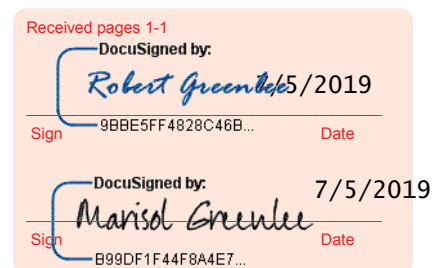 Received pages 1-1
DocuSigned by:
Robert Greenlee 7/5/2019
9BBE5FF4828C46B...
Sign Date
DocuSigned by:
7/5/2019
Marisol Greenlee
Sign Date
B99DF1F44F8A4E7...